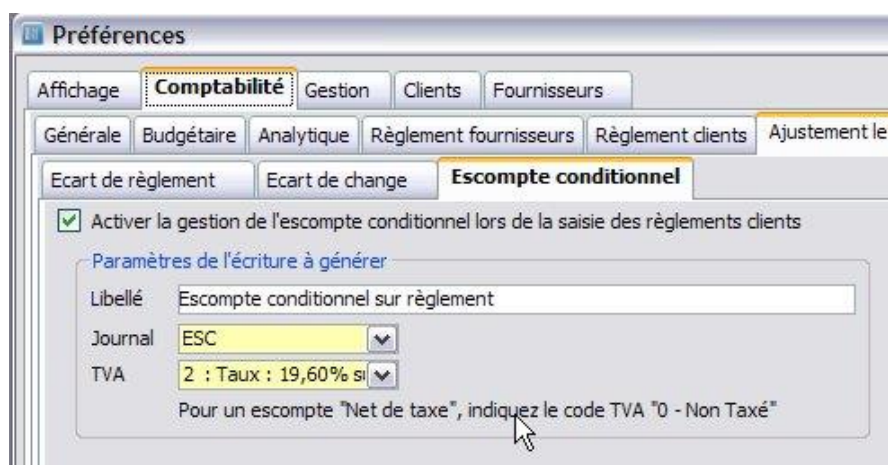 Préférences
Affichage Comptabilité Gestion Clients Fournisseurs
Générale Budgétaire Analytique Règlement fournisseurs Règlement clients Ajustement le
Ecart de règlement Ecart de change Escompte conditionnel
Activer la gestion de l'escompte conditionnel lors de la saisie des règlements clients
Paramètres de l'écriture à générer
Libellé Escompte conditionnel sur règlement
Journal ESC
TVA 2 : Taux : 19,60% s
Pour un escompte "Net de taxe", indiquez le code TVA "0 - Non Taxé"